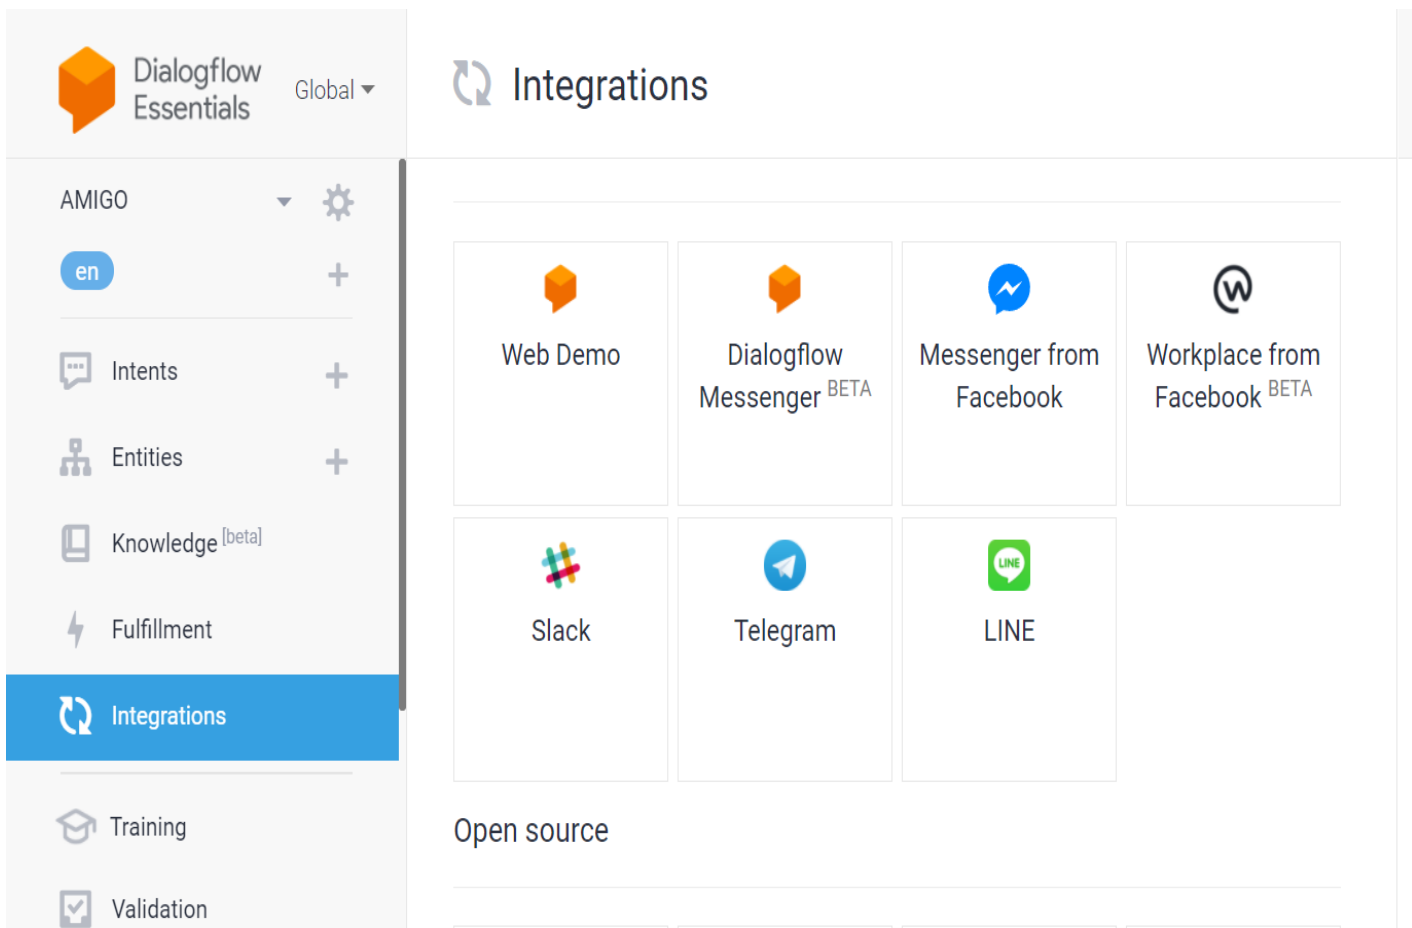 Dialogflow
Essentials
Global
Integrations
AMIGO
en
Intents
Entities
Knowledge [beta]
Fulfillment
Integrations
Training
Validation
Web Demo
Dialogflow
Messenger BETA
Messenger from
Facebook
Workplace from
Facebook BETA
Slack
Telegram
LINE
LINE
Open source